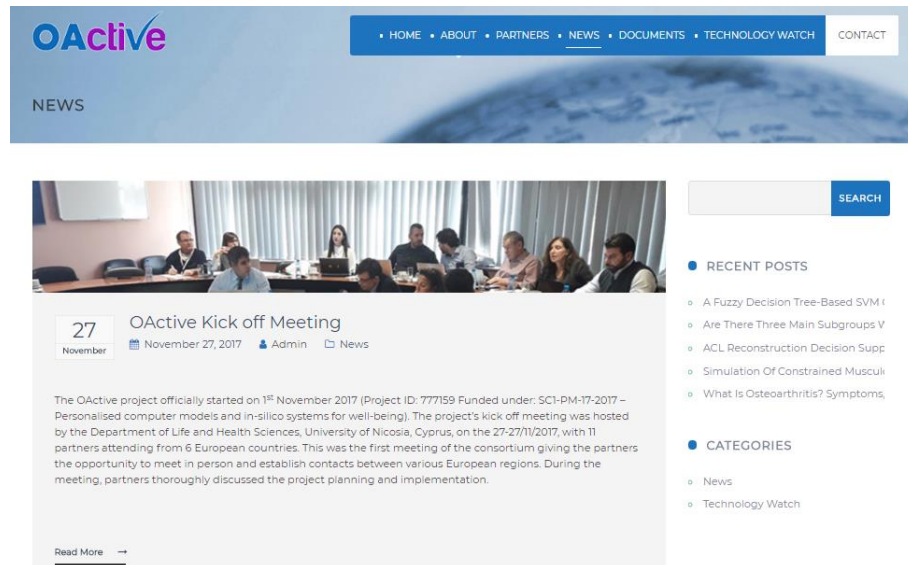 OActive
HOME ABOUT PARTNERS NEWS DOCUMENTS TECHNOLOGY WATCH CONTACT
NEWS
SEARCH
27
November
OActive Kick off Meeting
November 27, 2017 Admin News
The OActive project officially started on 1st November 2017 (Project ID: 777159 Funded under: SC1-PM-17-2017 –
Personalised computer models and in-silico systems for well-being). The project's kick off meeting was hosted
by the Department of Life and Health Sciences, University of Nicosia, Cyprus, on the 27-27/11/2017, with 11
partners attending from 6 European countries. This was the first meeting of the consortium giving the partners
the opportunity to meet in person and establish contacts between various European regions. During the
meeting, partners thoroughly discussed the project planning and implementation.
Read More →
RECENT POSTS
A Fuzzy Decision Tree-Based SVM
Are There Three Main Subgroups
ACL Reconstruction Decision Supp
Simulation Of Constrained Muscul
What Is Osteoarthritis? Symptoms,
CATEGORIES
News
Technology Watch